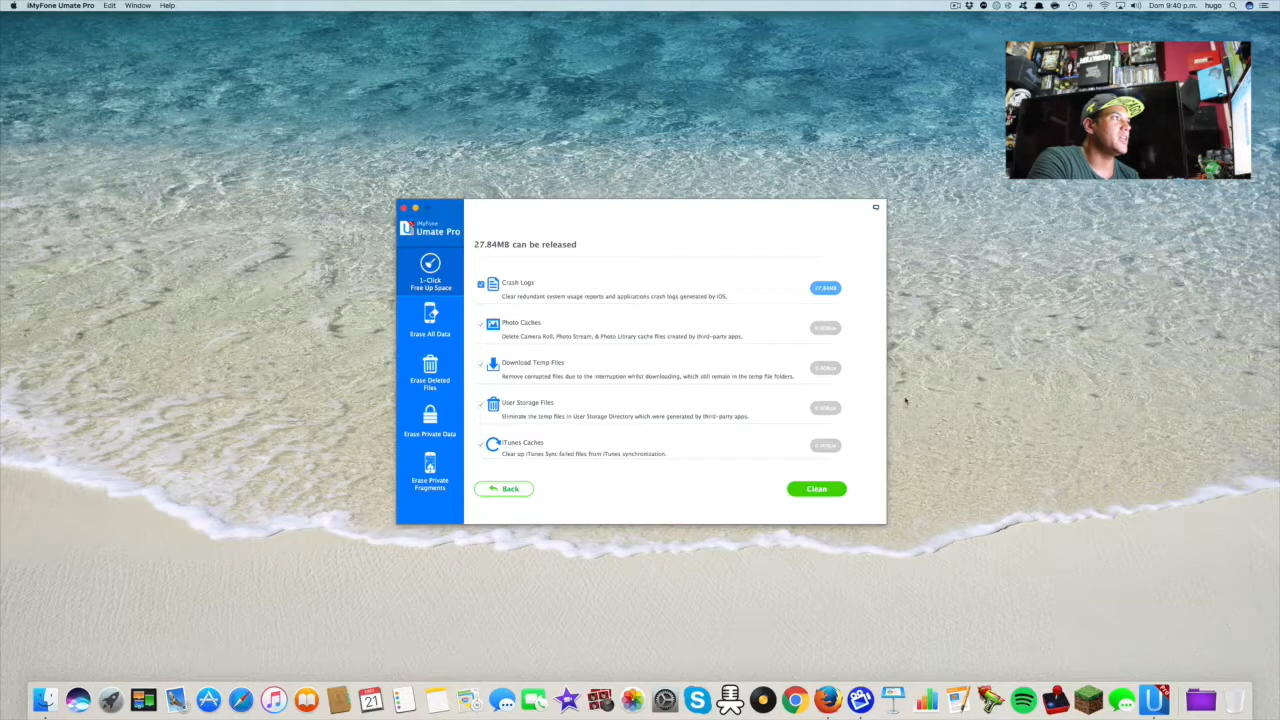 iMyFone Umate Pro Edit Window Help
Dom 9:40 p.m. hugo
iMyFone
Umate Pro
1-Click
Free Up Space
Erase All Data
Erase Deleted
Files
Erase Private Data
Erase Private
Fragments
27.84MB can be released
Crash Logs
Clear redundant system usage reports and applications crash logs generated by iOS.
27.84MB
Photo Caches
Delete Camera Roll, Photo Stream, & Photo Library cache files created by third-party apps.
Download Temp Files
Remove corrupted files due to the interruption whilst downloading, which still remain in the temp file folders.
User Storage Files
Eliminate the temp files in User Storage Directory which were generated by third-party apps.
iTunes Caches
Clear up iTunes Sync failed files from iTunes synchronization.
Back
Clean
21